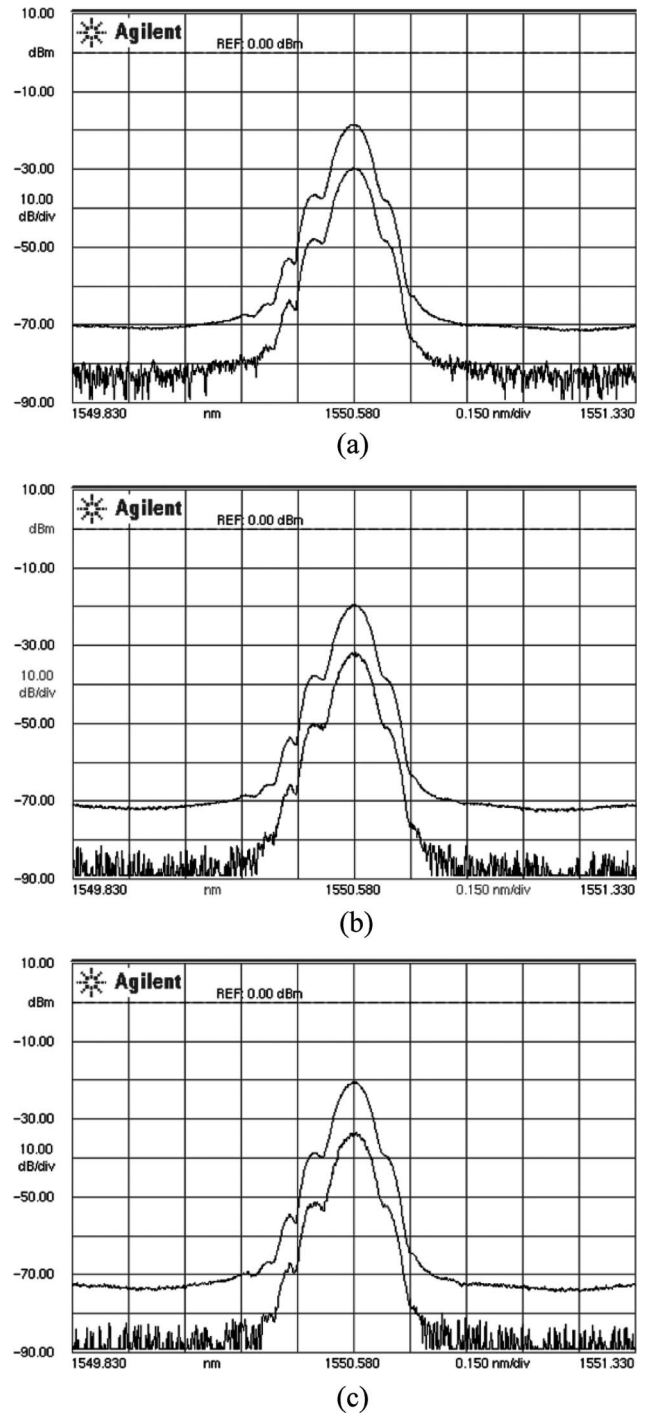 10.00
Agilent
REF: 0.00 dBm
dBm
−10.00
−30.00
10.00
dB/div
−50.00
−70.00
−90.00
1549.830 nm 1550.580 0.150 nm/div 1551.330
(a)
10.00
Agilent
REF: 0.00 dBm
dBm
−10.00
−30.00
10.00
dB/div
−50.00
−70.00
−90.00
1549.830 nm 1550.580 0.150 nm/div 1551.330
(b)
10.00
Agilent
REF: 0.00 dBm
dBm
−10.00
−30.00
10.00
dB/div
−50.00
−70.00
−90.00
1549.830 nm 1550.580 0.150 nm/div 1551.330
(c)